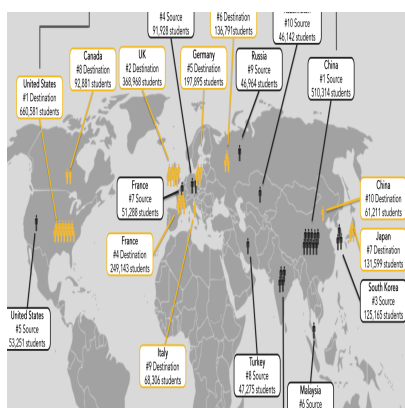 #4 Source
91,928 students
#6 Destination
136,791students
#10 Source
46,142 students
Canada
#8 Destination
92,881 students
UK
#2 Destination
368,968 students
Germany
#5 Destination
197,895 students
Russia
#9 Source
46,964 students
China
#1 Source
510,314 students
United States
#1 Destination
660,581 students
France
#7 Source
51,288 students
China
#10 Destination
61,211 students
France
#4 Destination
249,143 students
Japan
#7 Destination
131,599 students
South Korea
#3 Source
125,165 students
United States
#5 Source
53,251 students
Italy
#9 Destination
68,306 students
Turkey
#8 Source
47,275 students
Malaysia
#6 Source